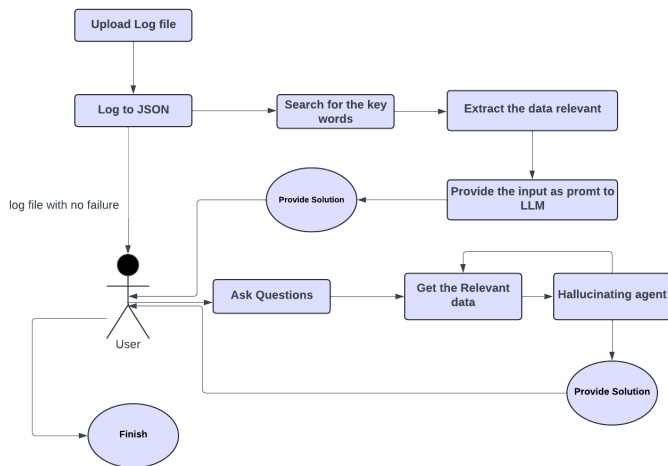 Upload Log file
Log to JSON
Search for the key
words
Extract the data relevant
log file with no failure
Provide Solution
Provide the input as promt to
LLM
Ask Questions
Get the Relevant
data
Hallucinating agent
User
Provide Solution
Finish